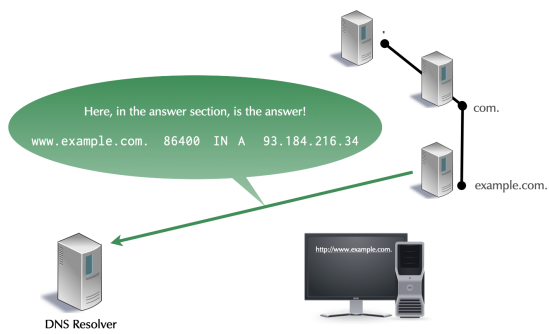 .
com.
Here, in the answer section, is the answer!
www.example.com. 86400 IN A 93.184.216.34
example.com.
http://www.example.com.
DNS Resolver